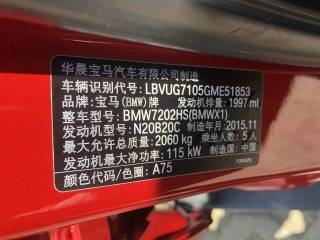 华晨宝马汽车有限公司制造
车辆识别代号: LBVUG7105GME51853
品牌: 宝马(BMW)牌 发动机排量: 1997 ml
型号: BMW7202HS(BMWX1)
发动机型号: N20B20C 制造年月: 2015.11
最大允许总质量: 2060 kg 乘坐人数: 5 人
发动机最大净功率: 115 kW 制造国: 中国
颜色代号/色圈: A75